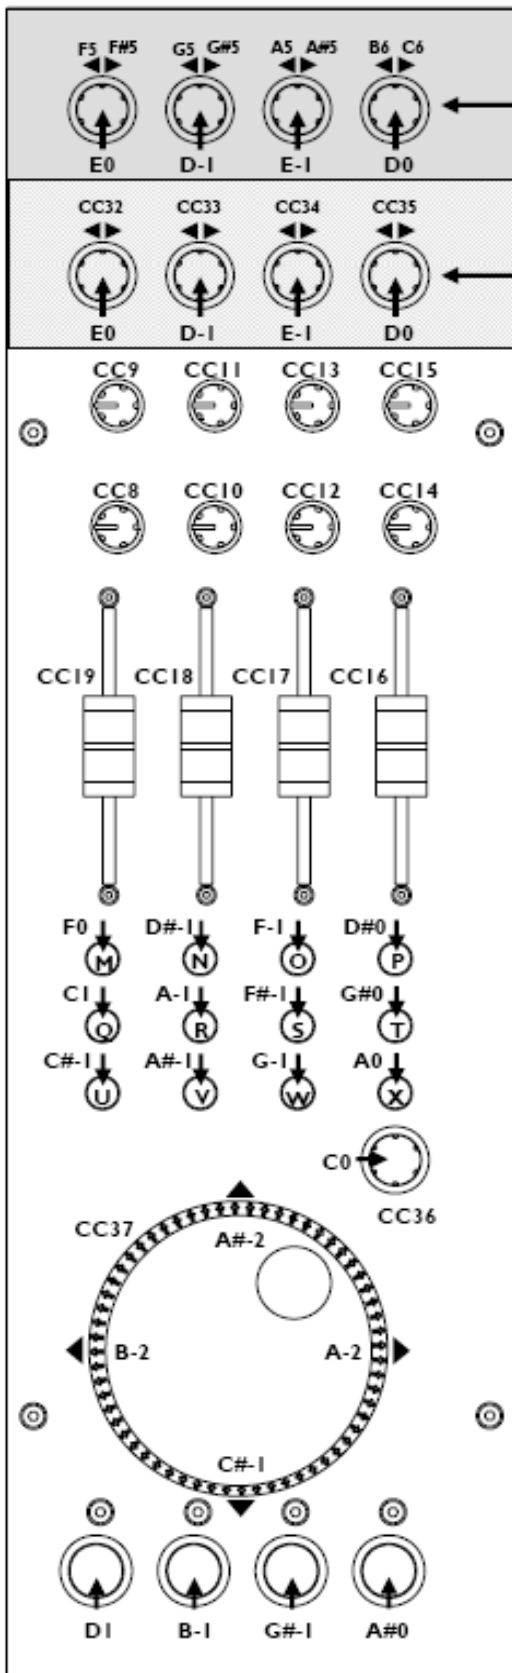 F5 F#5 G5 G#5 A5 A#5 B6 C6
E0 D-1 E-1 D0
CC32 CC33 CC34 CC35
E0 D-1 E-1 D0
CC9 CC11 CC13 CC15
CC8 CC10 CC12 CC14
CC19 CC18 CC17 CC16
F0 D#-1 F-1 D#0
M N O P
C1 A-1 F#-1 G#0
Q R S T
C#-1 A#-1 G-1 A0
U V W X
C0
CC36
CC37
A#-2
B-2 A-2
C#-1
D1 B-1 G#-1 A#0